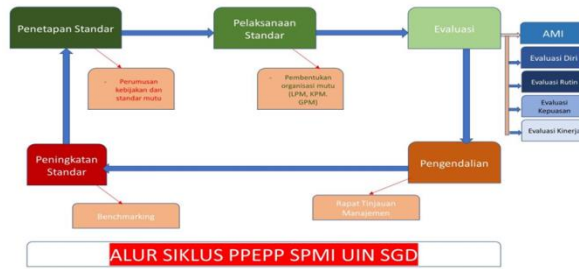 Penetapan Standar
Pelaksanaan
Standar
Evaluasi
AMI
Evaluasi Diri
Evaluasi Rutin
Evaluasi
Kepuasan
Evaluasi Kinerja
- Perumusan
kebijakan dan
standar mutu
- Pembentukan
organisasi mutu
(LPM, KPM,
GPM)
Peningkatan
Standar
Pengendalian
Benchmarking
Rapat Tinjauan
Manajemen
ALUR SIKLUS PPEPP SPMI UIN SGD